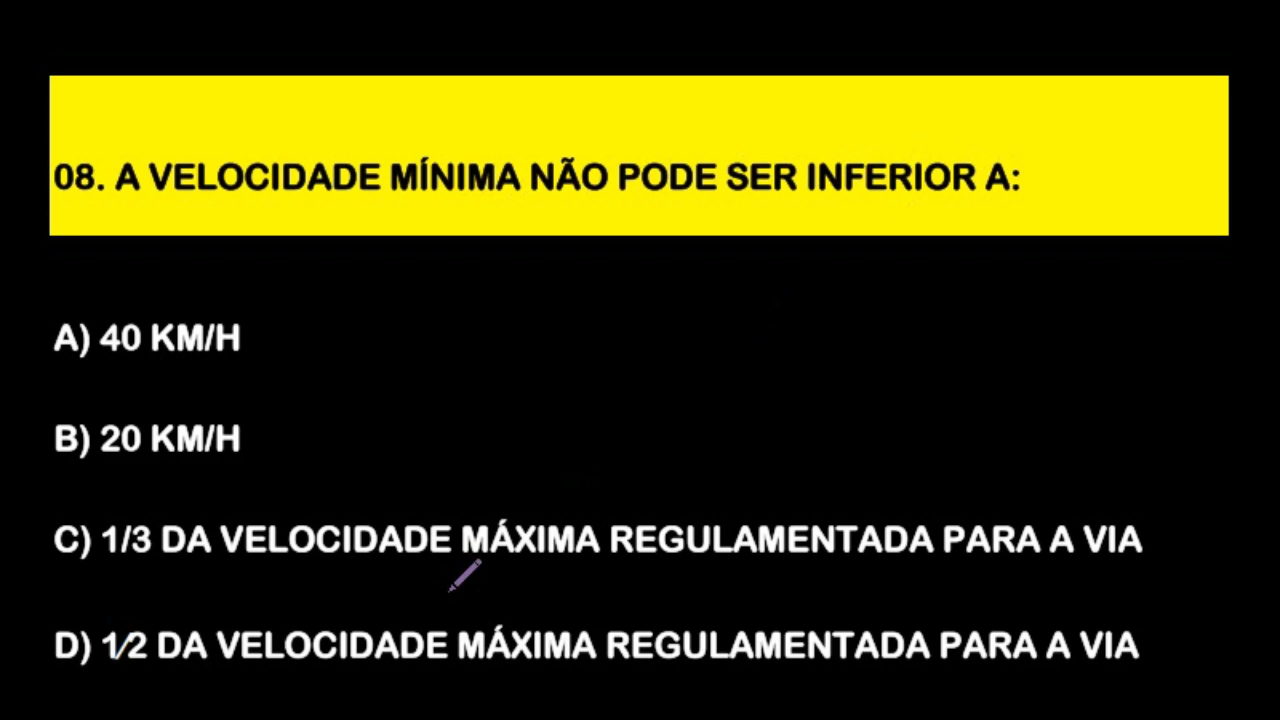 08. A VELOCIDADE MÍNIMA NÃO PODE SER INFERIOR A:
A) 40 KM/H
B) 20 KM/H
C) 1/3 DA VELOCIDADE MÁXIMA REGULAMENTADA PARA A VIA
D) 1/2 DA VELOCIDADE MÁXIMA REGULAMENTADA PARA A VIA